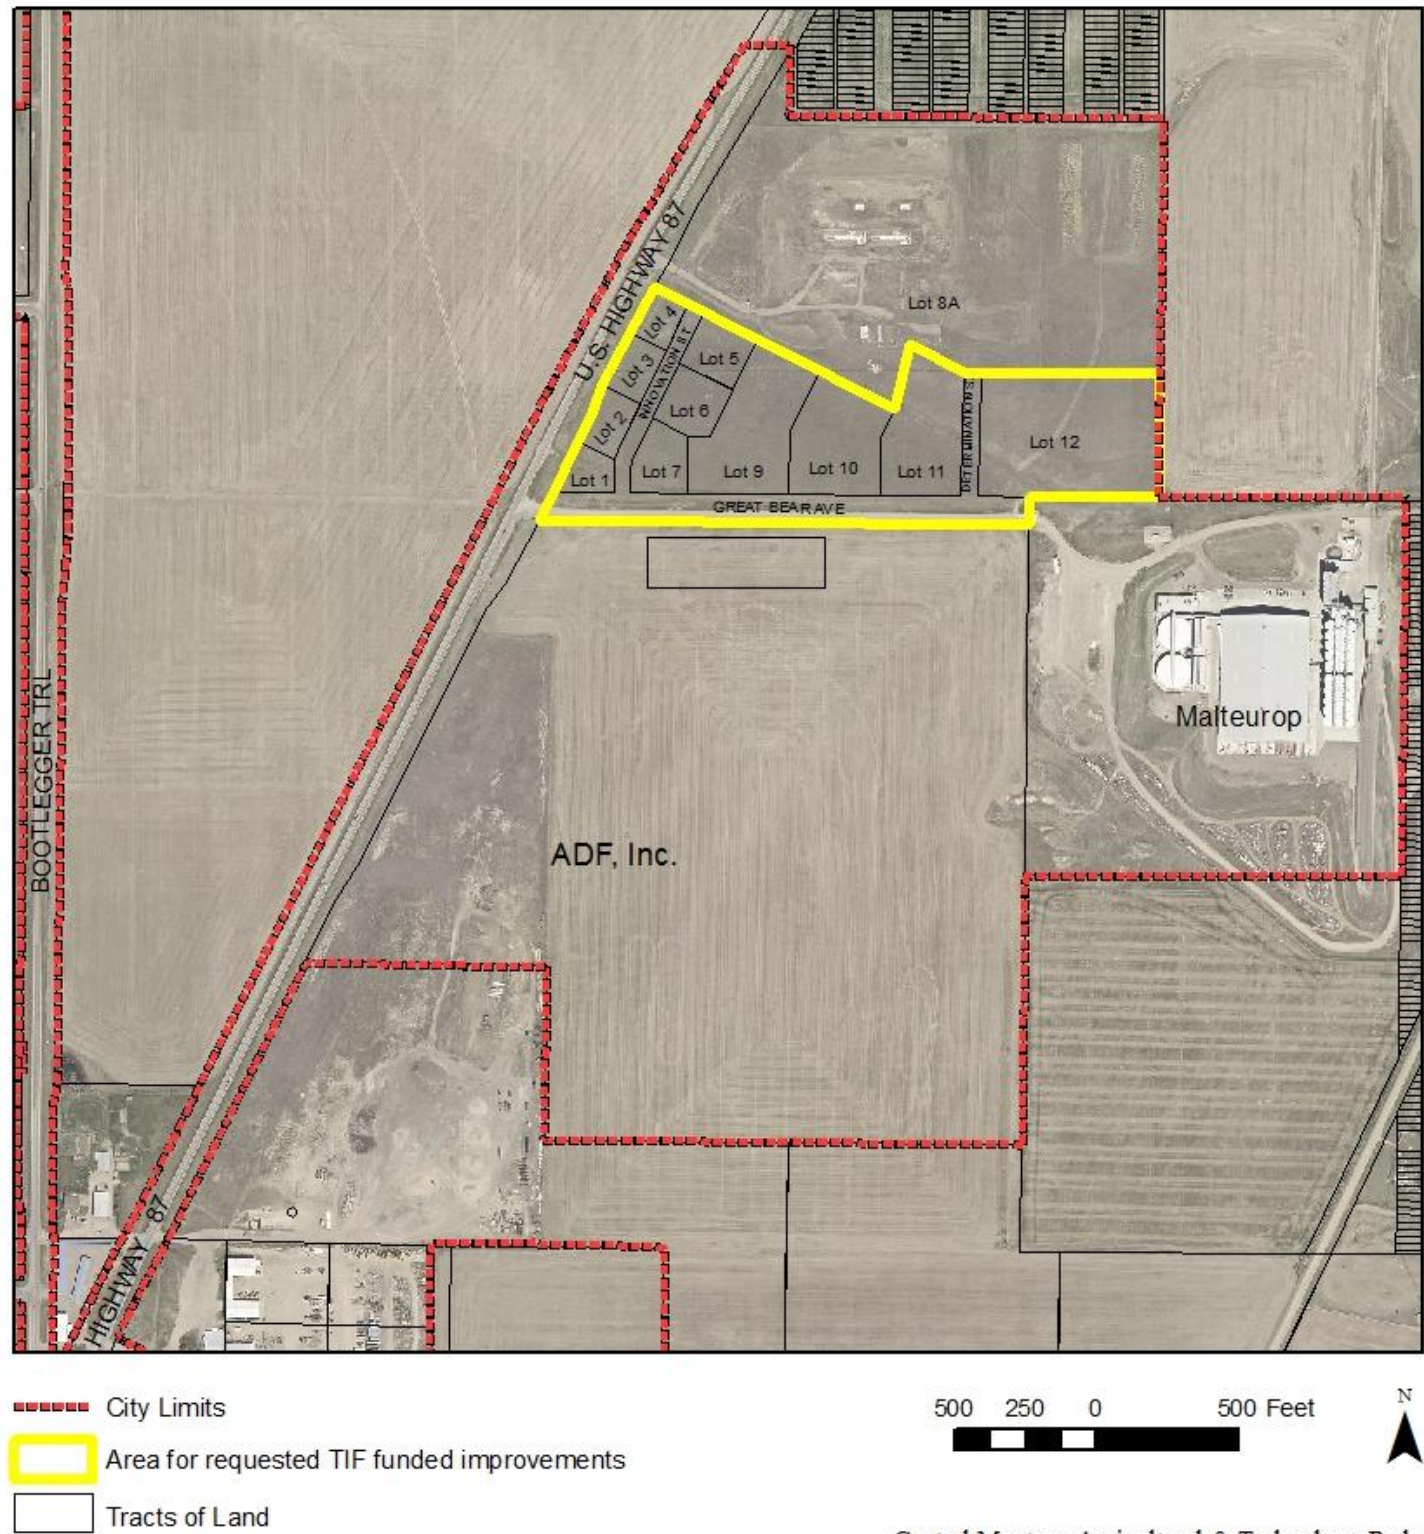 U.S. HIGHWAY 87
Lot 8A
Lot 4
INNOVATION ST
Lot 5
Lot 3
Lot 6
Lot 2
Lot 12
Lot 1
Lot 7
Lot 9
Lot 10
Lot 11
GREAT BEAR AVE
BOOTLEGGER TRL
Malteurop
ADF, Inc.
HIGHWAY 87
City Limits
500 250 0 500 Feet
N
Area for requested TIF funded improvements
Tracts of Land